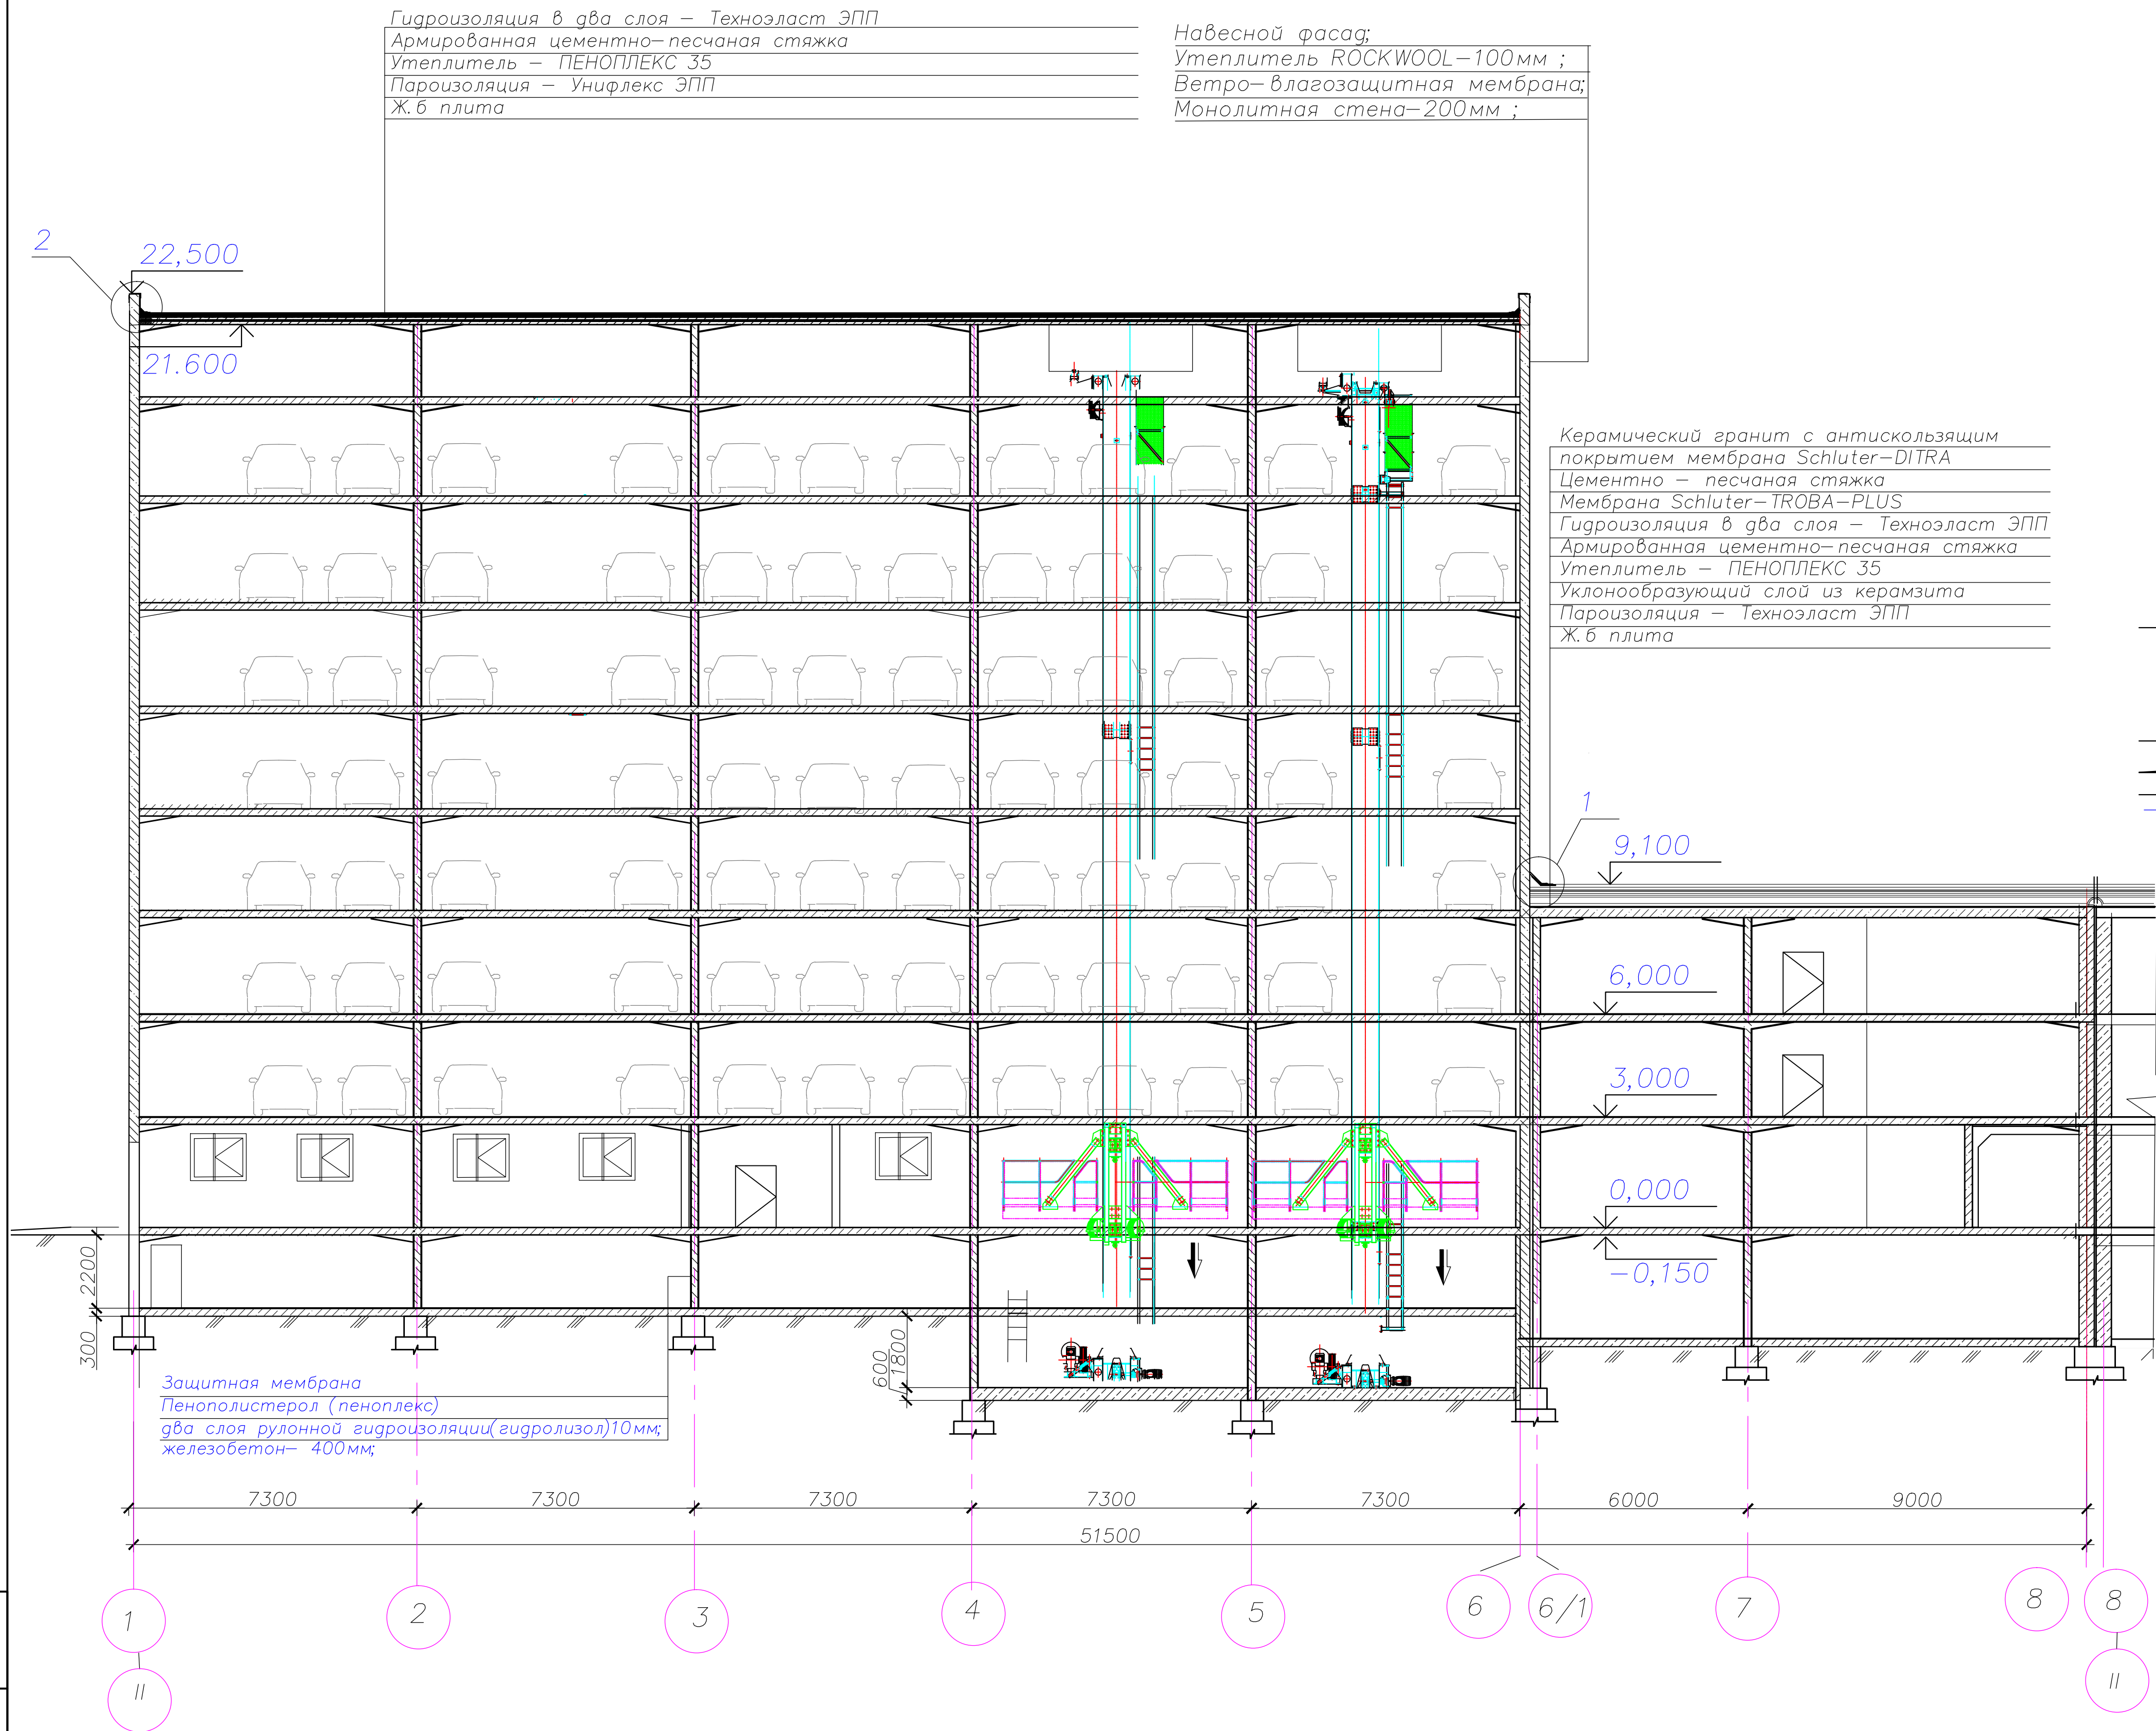 Гидроизоляция в два слоя – Техноэласт ЭПП
Армированная цементно–песчаная стяжка
Утеплитель – ПЕНОПЛЕКС 35
Пароизоляция – Унифлекс ЭПП
Ж.б плита
Навесной фасад;
Утеплитель ROCKWOOL–100мм ;
Ветро–влагозащитная мембрана;
Монолитная стена–200мм ;
2
22,500
21.600
Керамический гранит с антискользящим
покрытием мембрана Schluter–DITRA
Цементно – песчаная стяжка
Мембрана Schluter–TROBA–PLUS
Гидроизоляция в два слоя – Техноэласт ЭПП
Армированная цементно–песчаная стяжка
Утеплитель – ПЕНОПЛЕКС 35
Уклонообразующий слой из керамзита
Пароизоляция – Техноэласт ЭПП
Ж.б плита
1
9,100
6,000
3,000
0,000
–0,150
2200
300
600
1800
Защитная мембрана
Пенополистерол (пеноплекс)
два слоя рулонной гидроизоляции(гидролизол)10мм;
железобетон– 400мм;
7300 7300 7300 7300 7300 6000 9000
51500
1 2 3 4 5 6 6/1 7 8 8
II II